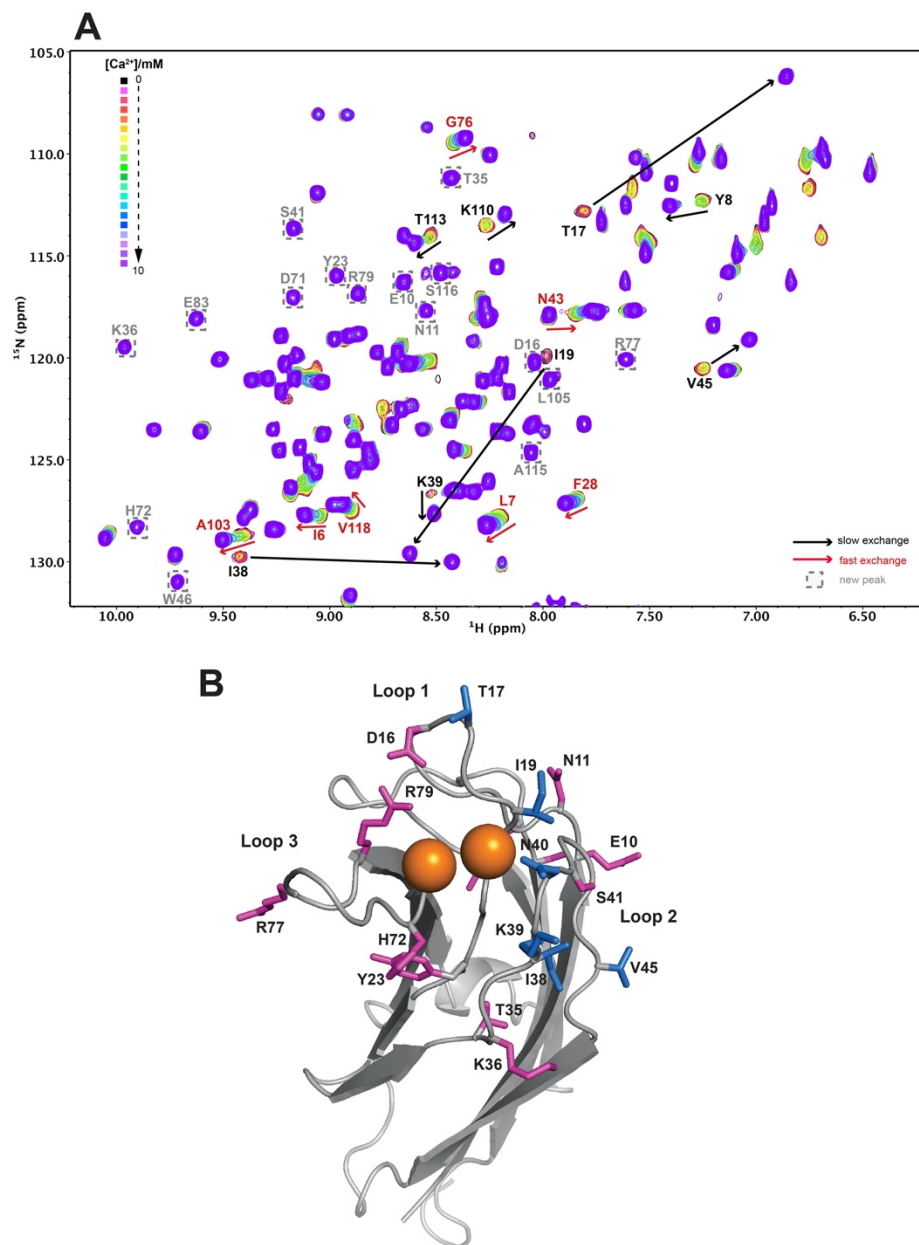 A
105.0
110.0
115.0
120.0
125.0
130.0
¹⁵N (ppm)
[Ca²⁺]/mM
0
10
G76
T35
S41
T113
K110
T17
Y8
Y23
R79
D71
E10
S116
N11
E83
K36
N43
D16
I19
L105
R77
V45
A115
K39
H72
A103
I6
V118
L7
F28
I38
W46
slow exchange
fast exchange
new peak
10.00
9.50
9.00
8.50
8.00
7.50
7.00
6.50
¹H (ppm)
B
Loop 1
T17
D16
I19
N11
R79
Loop 3
N40
E10
S41
R77
Loop 2
K39
H72
V45
Y23
I38
T35
K36